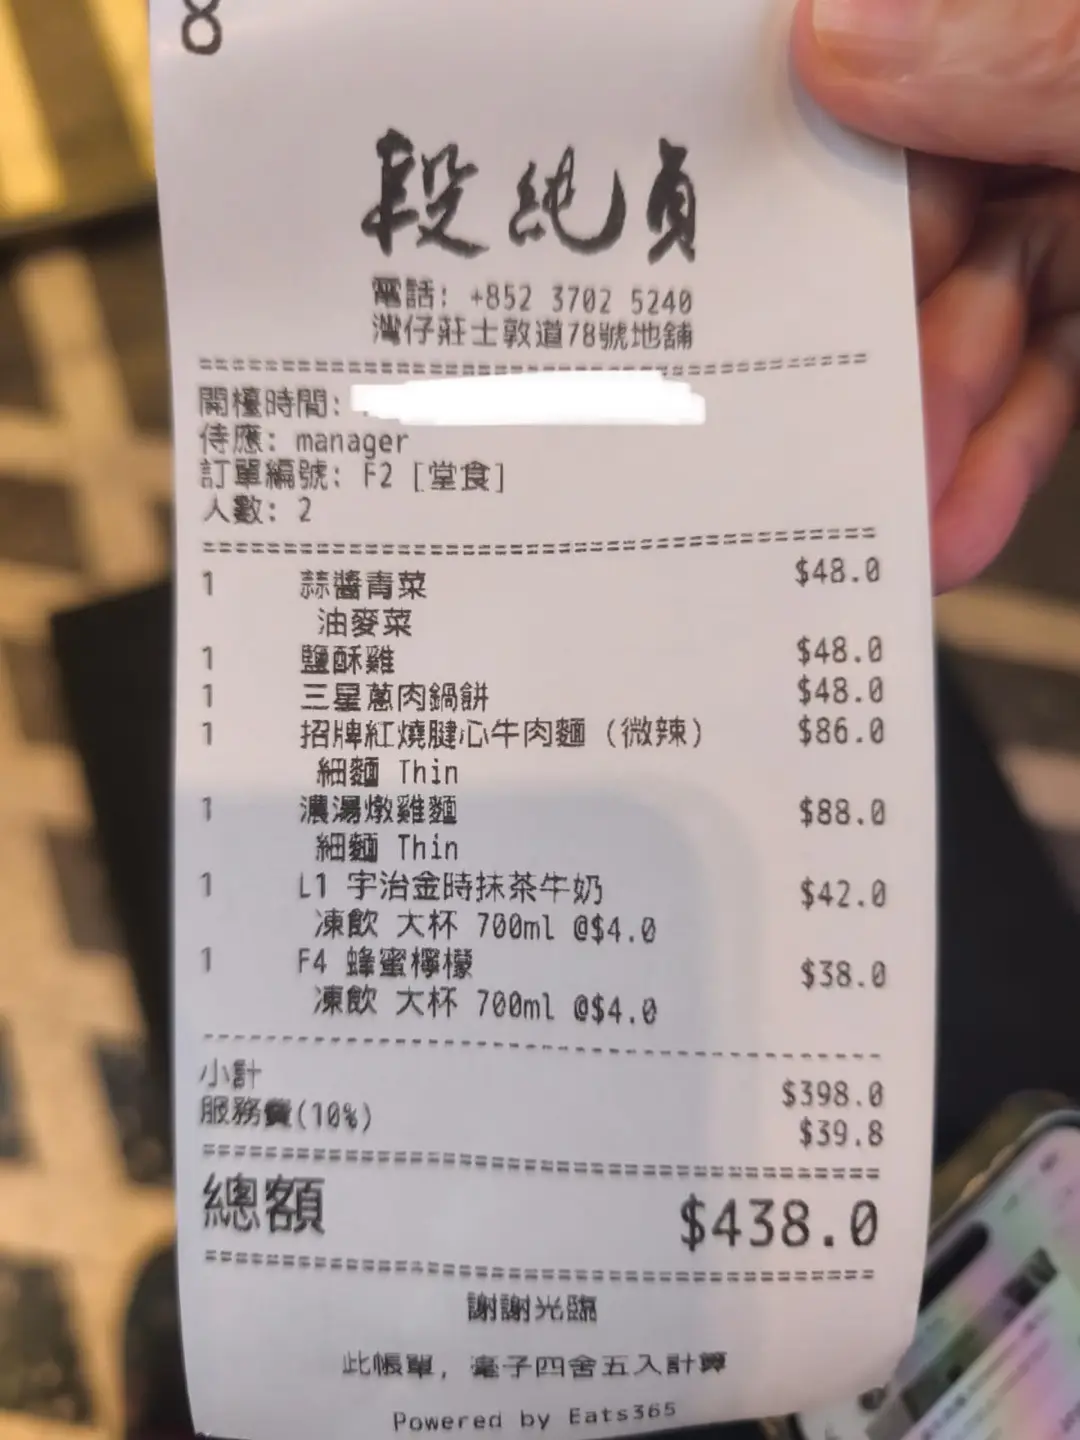 8
段純貞
電話: +852 3702 5240
灣仔莊士敦道78號地舖
開檯時間:
侍應: manager
訂單編號: F2 [堂食]
人數: 2
1 蒜醬青菜 $48.0
油麥菜
1 鹽酥雞 $48.0
1 三星蔥肉鍋餅 $48.0
1 招牌紅燒腱心牛肉麵 (微辣) $86.0
細麵 Thin
1 濃湯燉雞麵 $88.0
細麵 Thin
1 L1 宇治金時抹茶牛奶 $42.0
凍飲 大杯 700ml @$4.0
1 F4 蜂蜜檸檬 $38.0
凍飲 大杯 700ml @$4.0
小計 $398.0
服務費(10%) $39.8
總額 $438.0
謝謝光臨
此帳單, 毫子四舍五入計算
Powered by Eats365